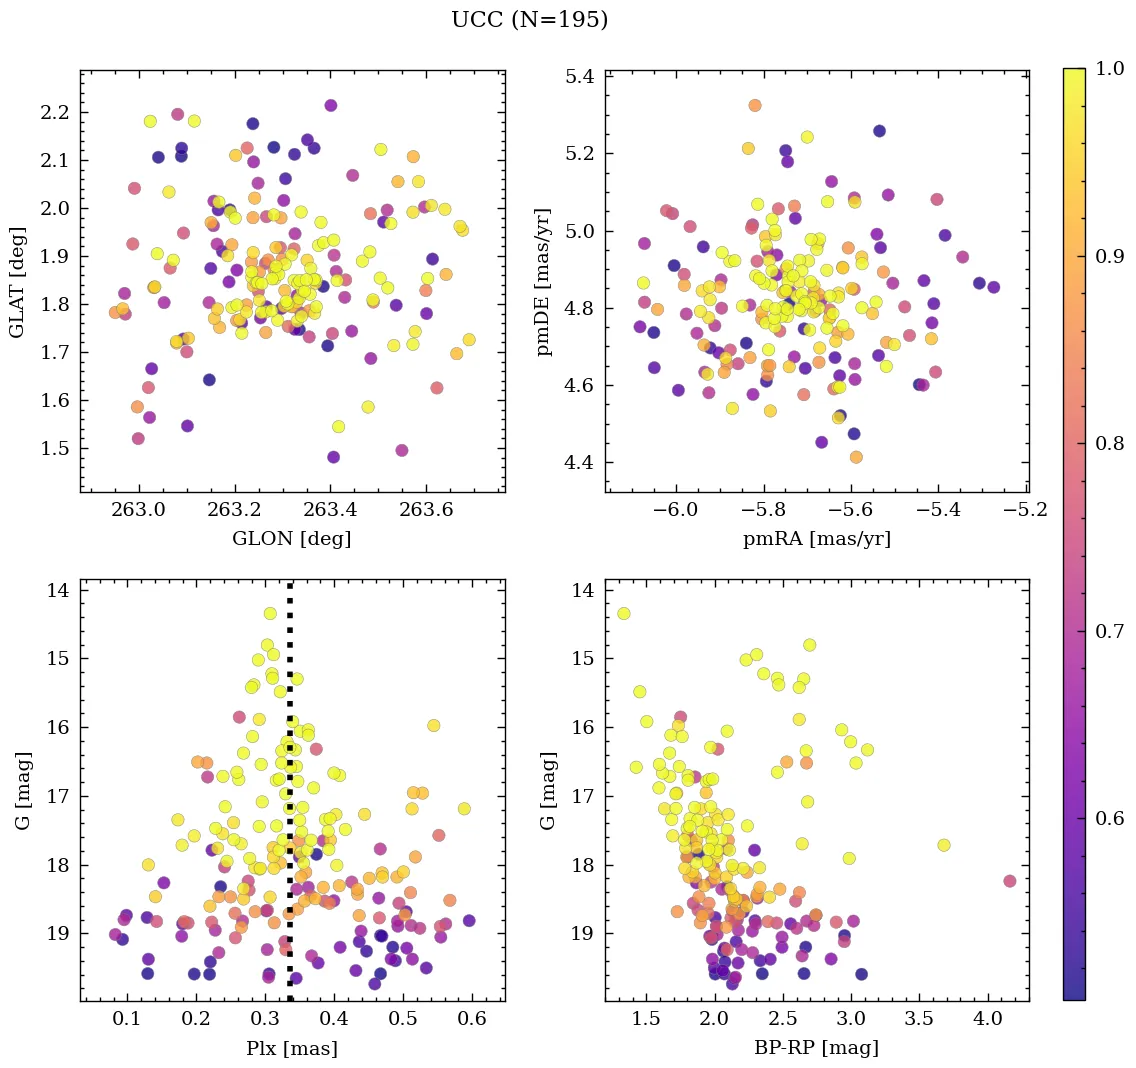 UCC (N=195)
2.2
2.1
2.0
1.9
1.8
1.7
1.6
1.5
GLAT [deg]
263.0 263.2 263.4 263.6
GLON [deg]
5.4
5.2
5.0
4.8
4.6
4.4
pmDE [mas/yr]
−6.0 −5.8 −5.6 −5.4 −5.2
pmRA [mas/yr]
14
15
16
17
18
19
G [mag]
0.1 0.2 0.3 0.4 0.5 0.6
Plx [mas]
14
15
16
17
18
19
G [mag]
1.5 2.0 2.5 3.0 3.5 4.0
BP-RP [mag]
1.0
0.9
0.8
0.7
0.6